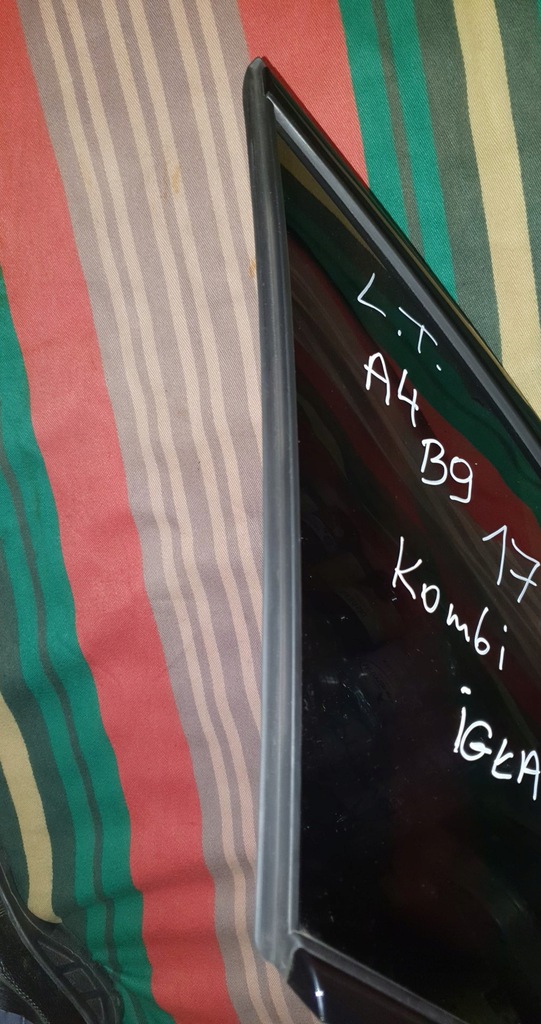 L.T.
A4
B9 17
Kombi
iGŁA